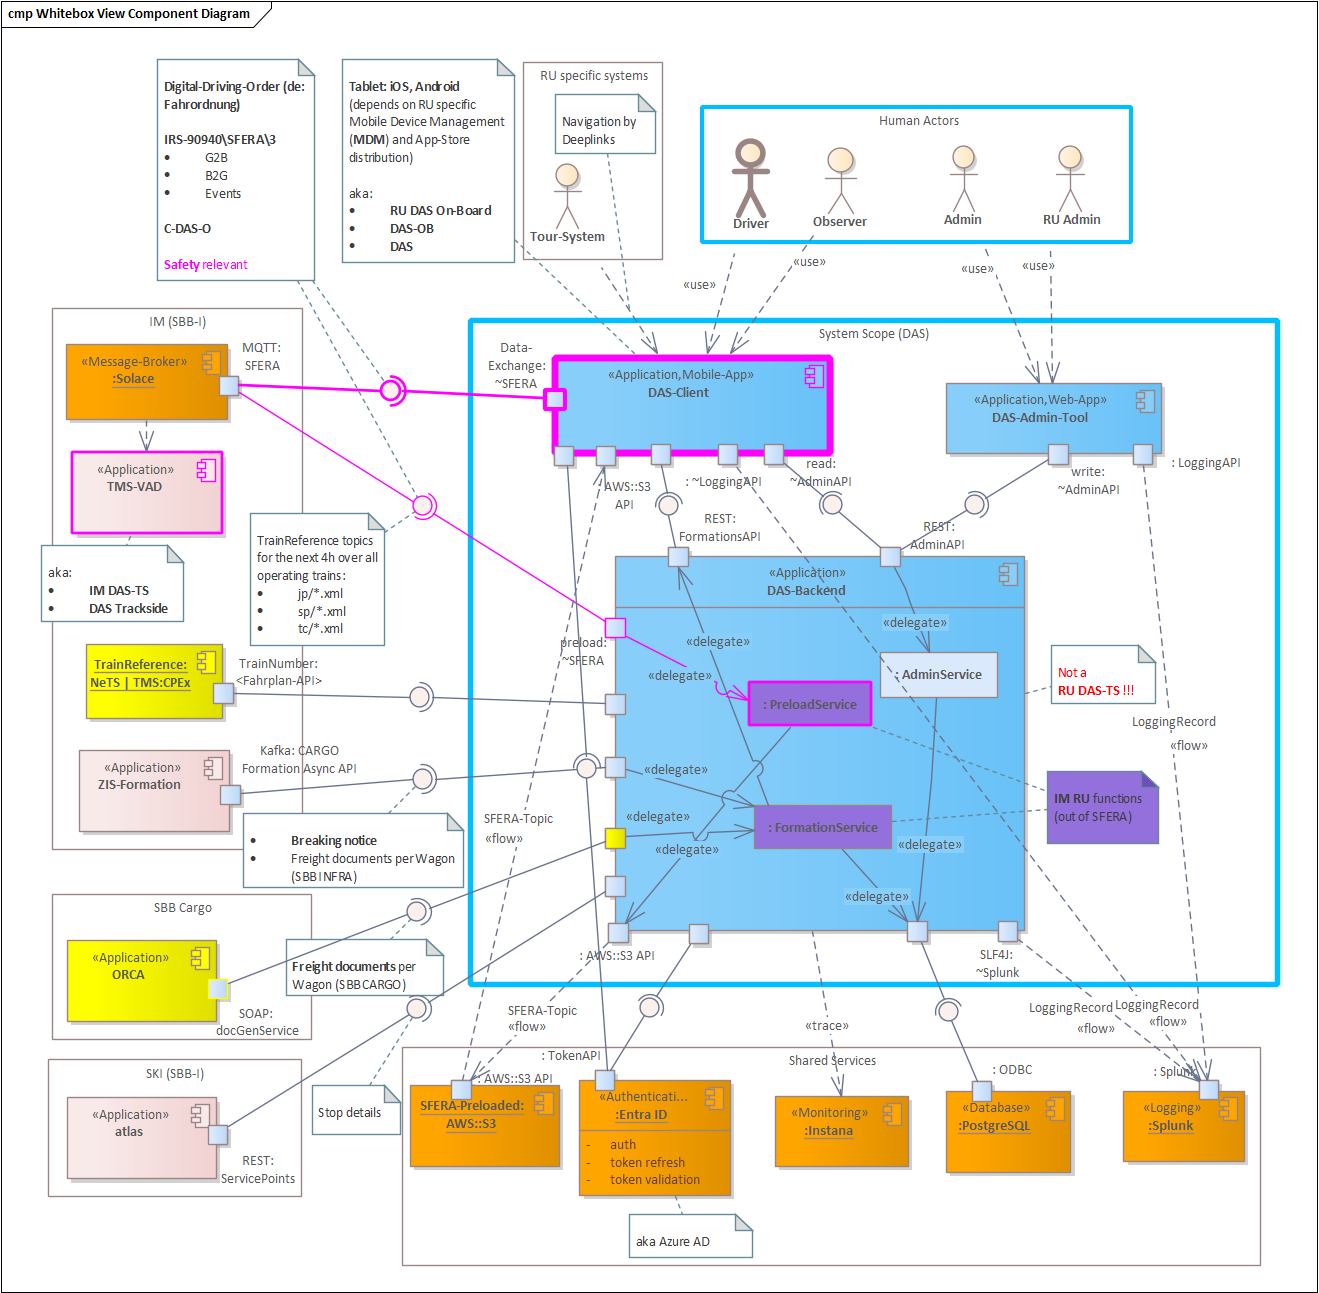 cmp Whitebox View Component Diagram
Digital-Driving-Order (de:
Fahrordnung)
IRS-90940\SFERA\3
• G2B
• B2G
• Events
C-DAS-O
Safety relevant
Tablet: iOS, Android
(depends on RU specific
Mobile Device Management
(MDM) and App-Store
distribution)
aka:
• RU DAS On-Board
• DAS-OB
• DAS
RU specific systems
Navigation by
Deeplinks
Tour-System
Human Actors
Driver
Observer
Admin
RU Admin
«use»
«use»
«use»
«use»
IM (SBB-I)
«Message-Broker»
:Solace
MQTT:
SFERA
«Application»
TMS-VAD
aka:
• IM DAS-TS
• DAS Trackside
TrainReference topics
for the next 4h over all
operating trains:
• jp/*.xml
• sp/*.xml
• tc/*.xml
TrainReference:
NeTS | TMS:CPEx
TrainNumber:
<Fahrplan-API>
«Application»
ZIS-Formation
Kafka: CARGO
Formation Async API
• Breaking notice
• Freight documents per Wagon
(SBB INFRA)
System Scope (DAS)
Data-
Exchange:
~SFERA
«Application,Mobile-App»
DAS-Client
«Application,Web-App»
DAS-Admin-Tool
AWS::S3
API
: ~LoggingAPI
read:
~AdminAPI
write:
~AdminAPI
: LoggingAPI
REST:
FormationsAPI
REST:
AdminAPI
«Application»
DAS-Backend
preload:
~SFERA
«delegate»
«delegate»
«delegate»
: AdminService
: PreloadService
«delegate»
«delegate»
: FormationService
«delegate»
«delegate»
«delegate»
Not a
RU DAS-TS !!!
LoggingRecord
«flow»
IM RU functions
(out of SFERA)
SFERA-Topic
«flow»
: AWS::S3 API
SLF4J:
~Splunk
SBB Cargo
«Application»
ORCA
SOAP:
docGenService
Freight documents per
Wagon (SBB CARGO)
SKI (SBB-I)
«Application»
atlas
REST:
ServicePoints
Stop details
SFERA-Topic
«flow»
«trace»
LoggingRecord
«flow»
LoggingRecord
«flow»
Shared Services
: TokenAPI
: AWS::S3 API
SFERA-Preloaded:
AWS::S3
«Authenticati...
:Entra ID
- auth
- token refresh
- token validation
aka Azure AD
«Monitoring»
:Instana
: ODBC
«Database»
:PostgreSQL
: Splunk
«Logging»
:Splunk